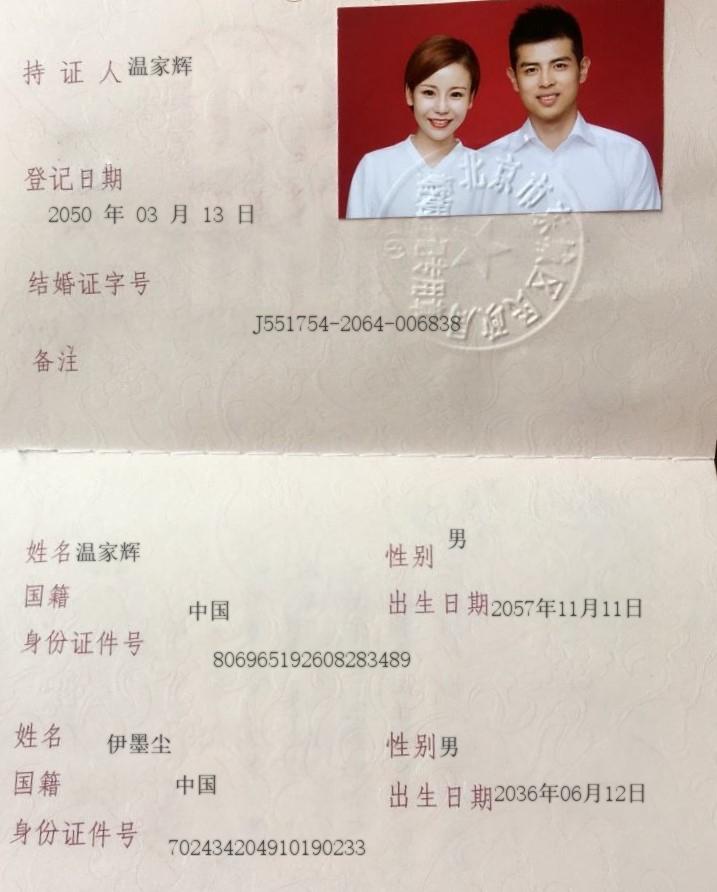 持证人 温家辉
登记日期
2050 年 03 月 13 日
结婚证字号
J551754-2064-006838
备注
北京市东 区民政局
姓名 温家辉 性别 男
国籍 中国 出生日期 2057年11月11日
身份证件号 806965192608283489
姓名 伊墨尘 性别 男
国籍 中国 出生日期 2036年06月12日
身份证件号 702434204910190233